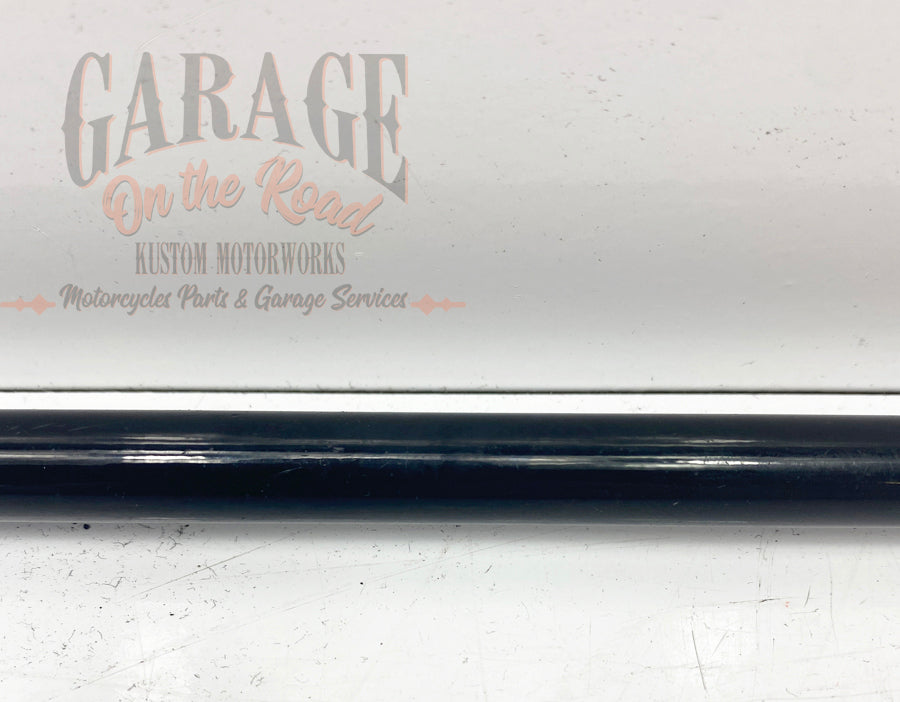 GARAGE
On the Road
KUSTOM MOTORWORKS
Motorcycles Parts & Garage Services